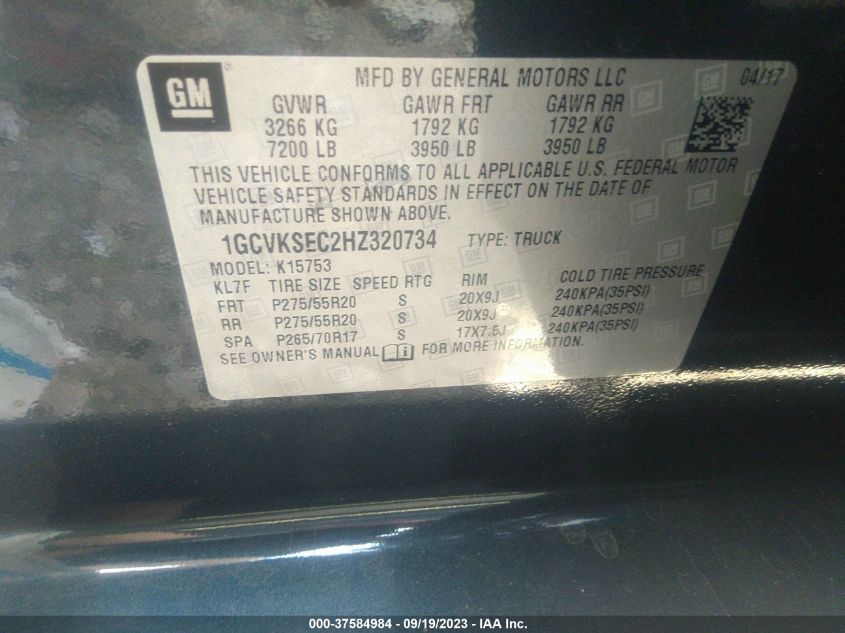 GM
MFD BY GENERAL MOTORS LLC 04/17
GVWR GAWR FRT GAWR RR
3266 KG 1792 KG 1792 KG
7200 LB 3950 LB 3950 LB
THIS VEHICLE CONFORMS TO ALL APPLICABLE U.S. FEDERAL MOTOR
VEHICLE SAFETY STANDARDS IN EFFECT ON THE DATE OF
MANUFACTURE SHOWN ABOVE.
1GCVKSEC2HZ320734 TYPE: TRUCK
MODEL: K15753
KL7F TIRE SIZE SPEED RTG RIM COLD TIRE PRESSURE
FRT P275/55R20 S 20X9J 240KPA(35PSI)
RR P275/55R20 S 20X9J 240KPA(35PSI)
SPA P265/70R17 S 17X7.5J 240KPA(35PSI)
SEE OWNER'S MANUAL FOR MORE INFORMATION.
000-37584984 - 09/19/2023 - IAA Inc.